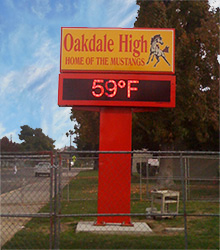 Oakdale High
HOME OF THE MUSTANGS
59°F